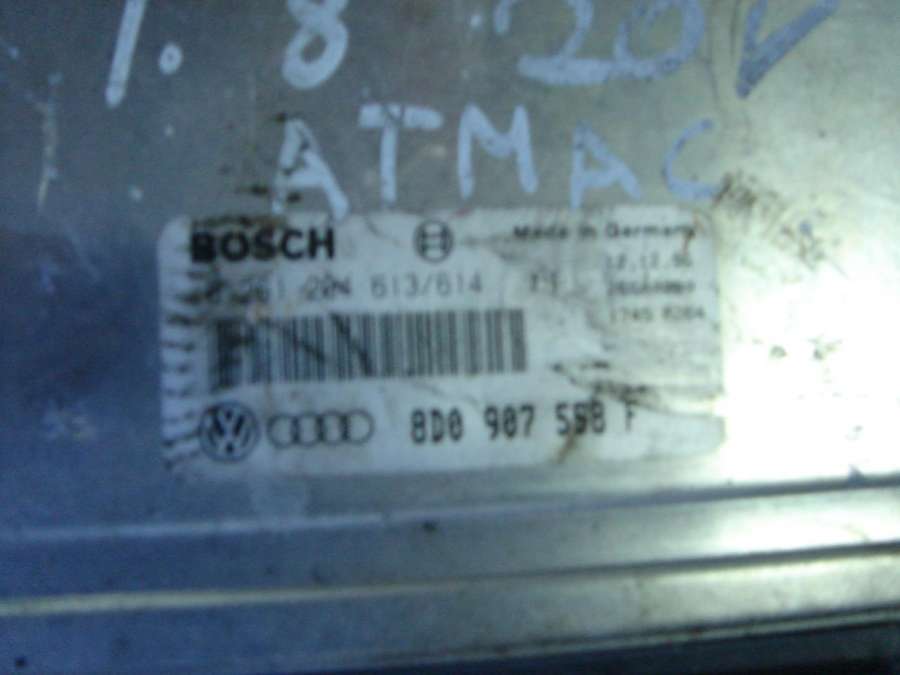 1.8 20V
ATMAC
BOSCH Made in Germany
0 261 204 613/614
8D0 907 558 F